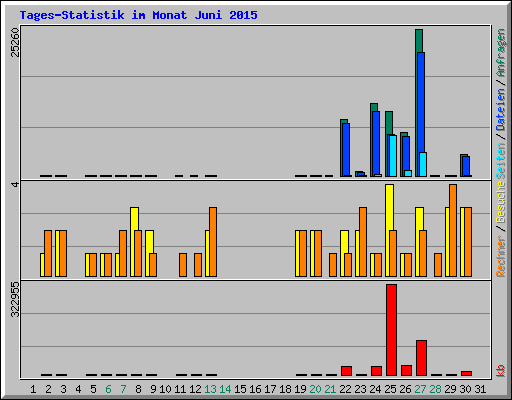 Tages-Statistik im Monat Juni 2015
25260
4
322955
Rechner / Besuche Seiten / Dateien / Anfragen
kb
1 2 3 4 5 6 7 8 9 10 11 12 13 14 15 16 17 18 19 20 21 22 23 24 25 26 27 28 29 30 31